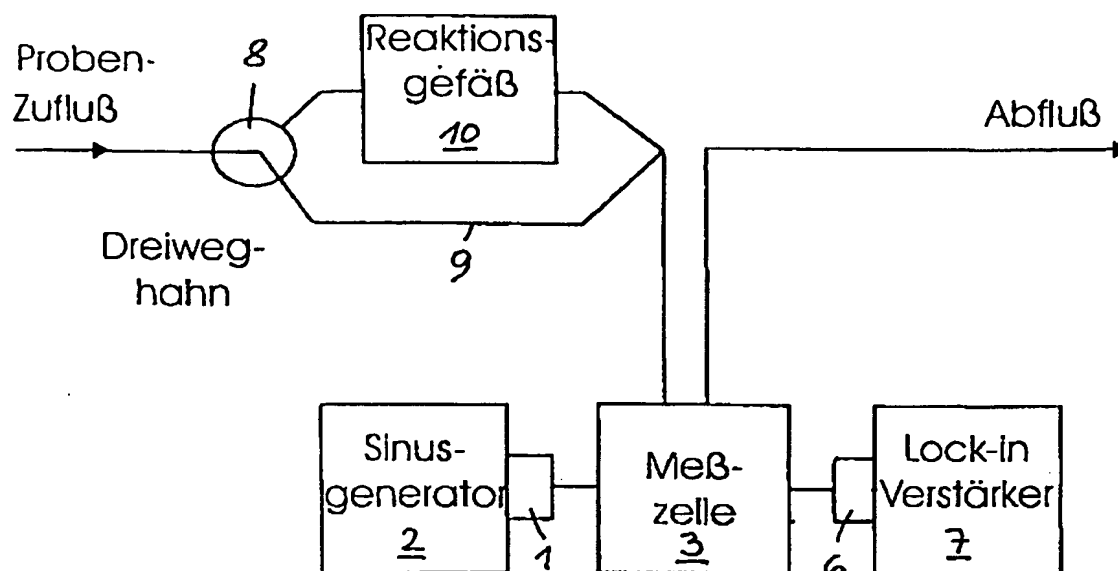 Proben-
Zufluß
8
Reaktions-
gefäß
10
Abfluß
Dreiweg-
hahn
9
Sinus-
generator
2
1
Meß-
zelle
3
6
Lock-in
Verstärker
7